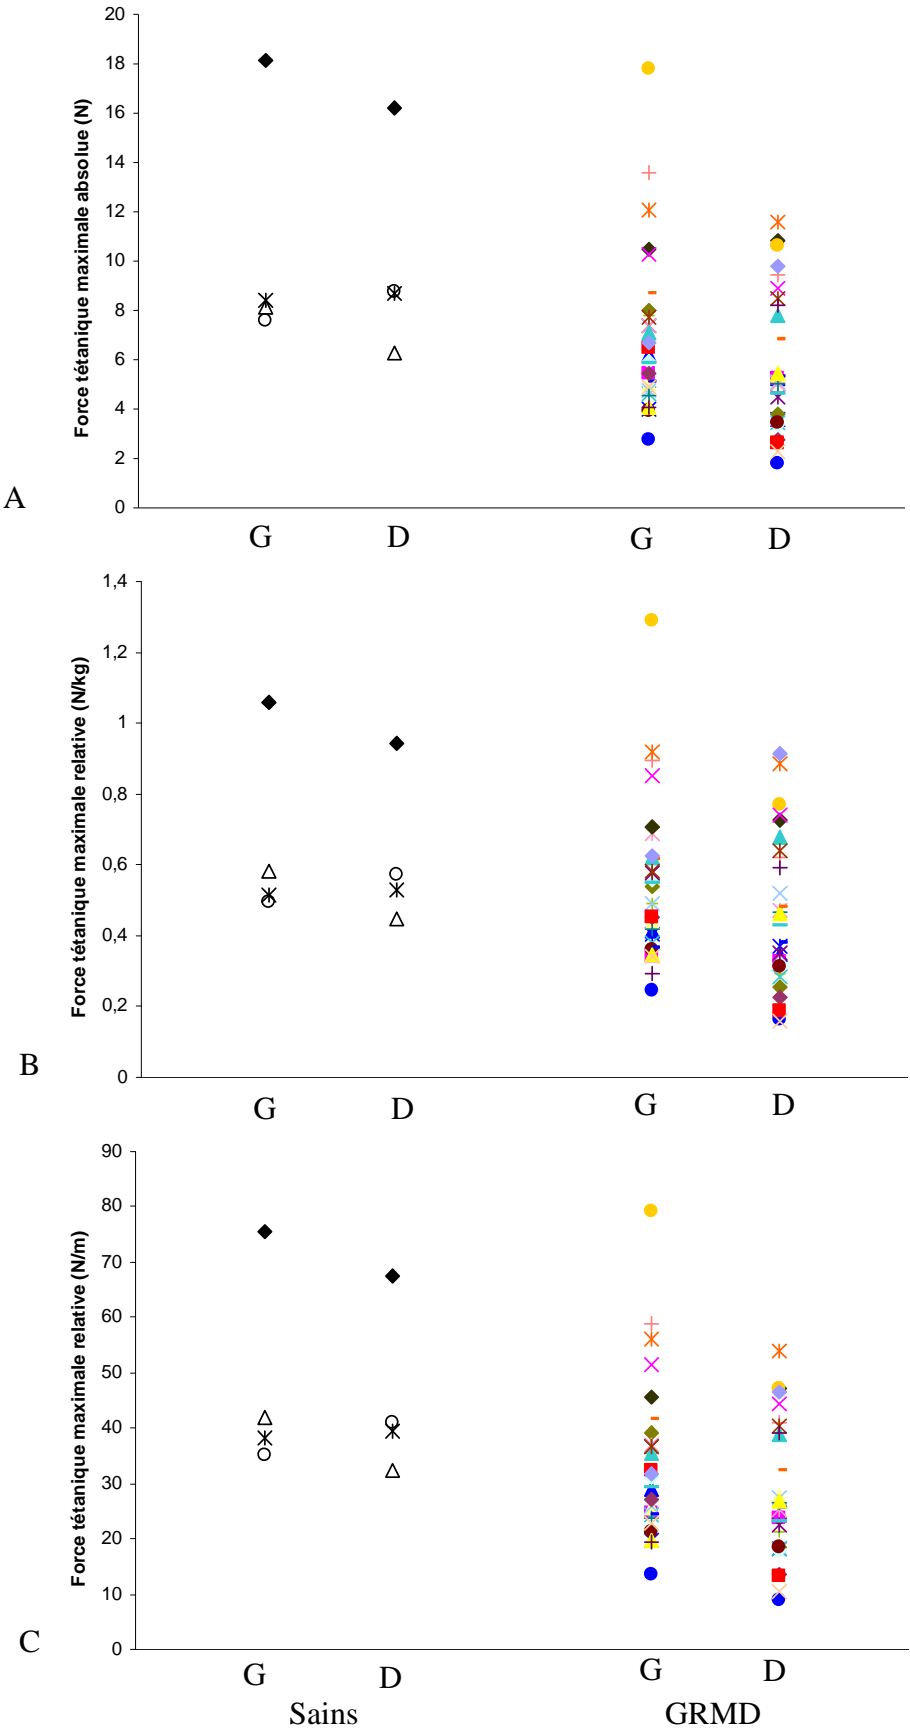 Force tétanique maximale absolue (N)
20
18
16
14
12
10
8
6
4
2
0
A
G D G D
Force tétanique maximale relative (N/kg)
1,4
1,2
1
0,8
0,6
0,4
0,2
0
B
G D G D
Force tétanique maximale relative (N/m)
90
80
70
60
50
40
30
20
10
0
C
G D G D
Sains GRMD